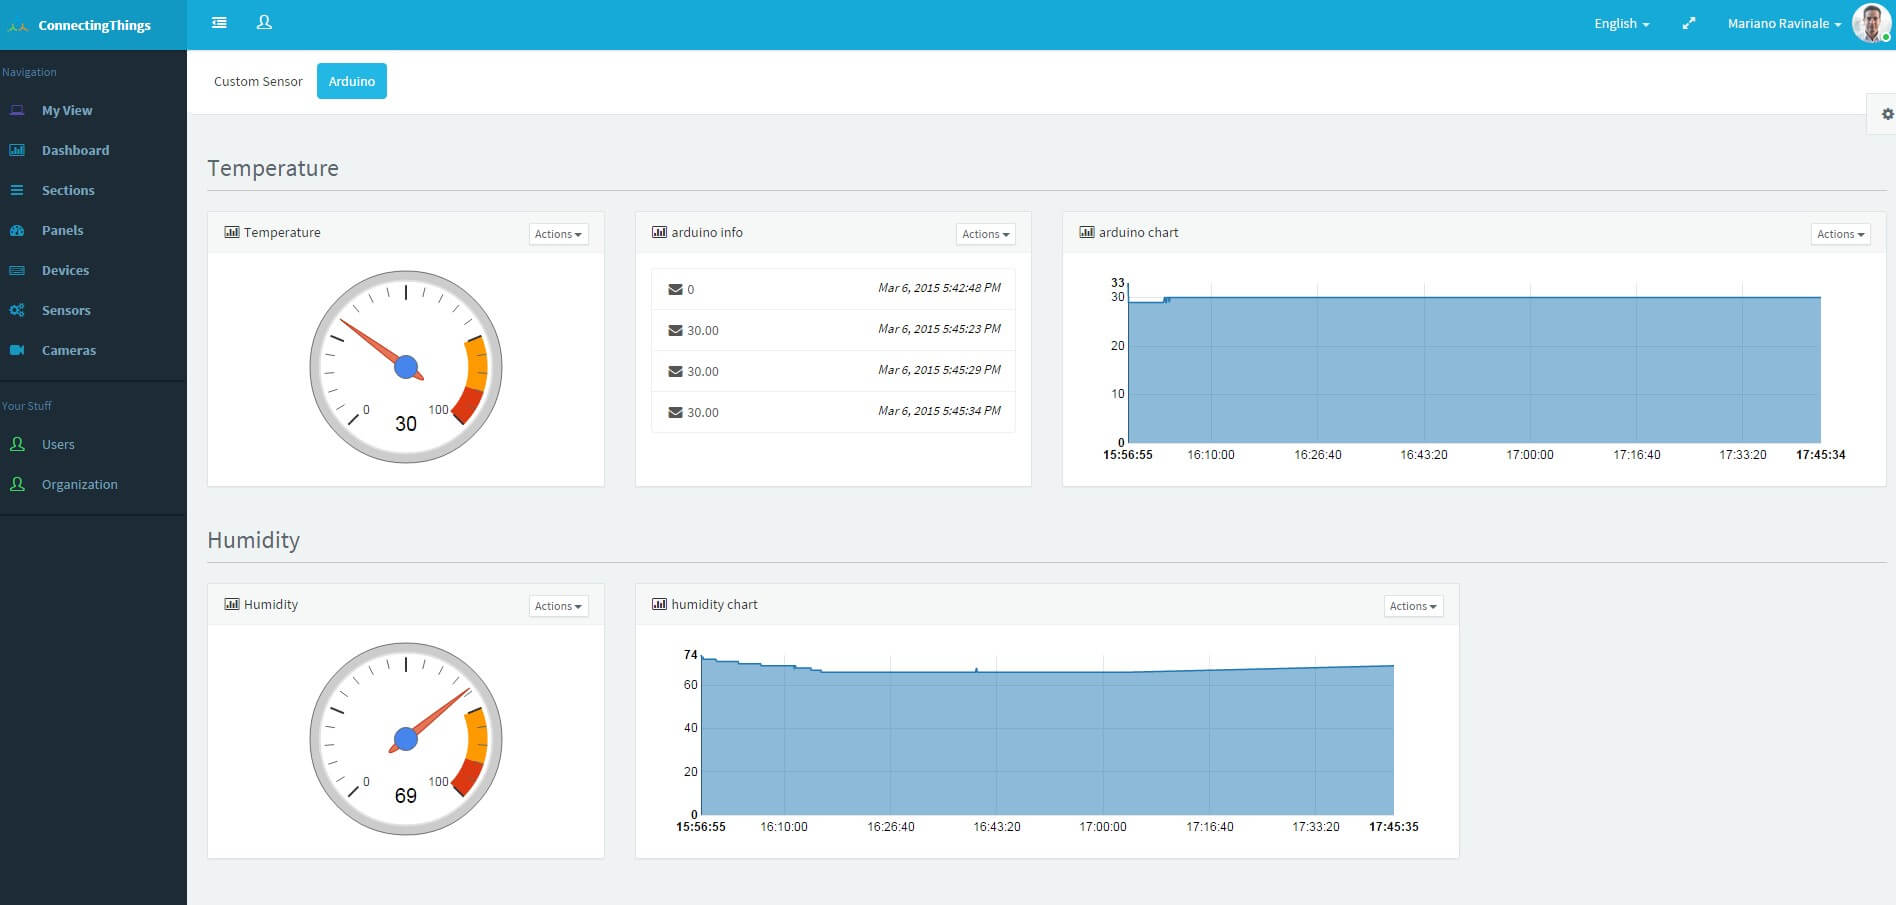 ConnectingThings
English
Mariano Ravinale
Navigation
My View
Dashboard
Sections
Panels
Devices
Sensors
Cameras
Your Stuff
Users
Organization
Custom Sensor
Arduino
Temperature
Temperature
Actions
0
100
30
arduino info
Actions
0 Mar 6, 2015 5:42:48 PM
30.00 Mar 6, 2015 5:45:23 PM
30.00 Mar 6, 2015 5:45:29 PM
30.00 Mar 6, 2015 5:45:34 PM
arduino chart
Actions
33
30
20
10
0
15:56:55 16:10:00 16:26:40 16:43:20 17:00:00 17:16:40 17:33:20 17:45:34
Humidity
Humidity
Actions
0
100
69
humidity chart
Actions
74
60
40
20
0
15:56:55 16:10:00 16:26:40 16:43:20 17:00:00 17:16:40 17:33:20 17:45:35